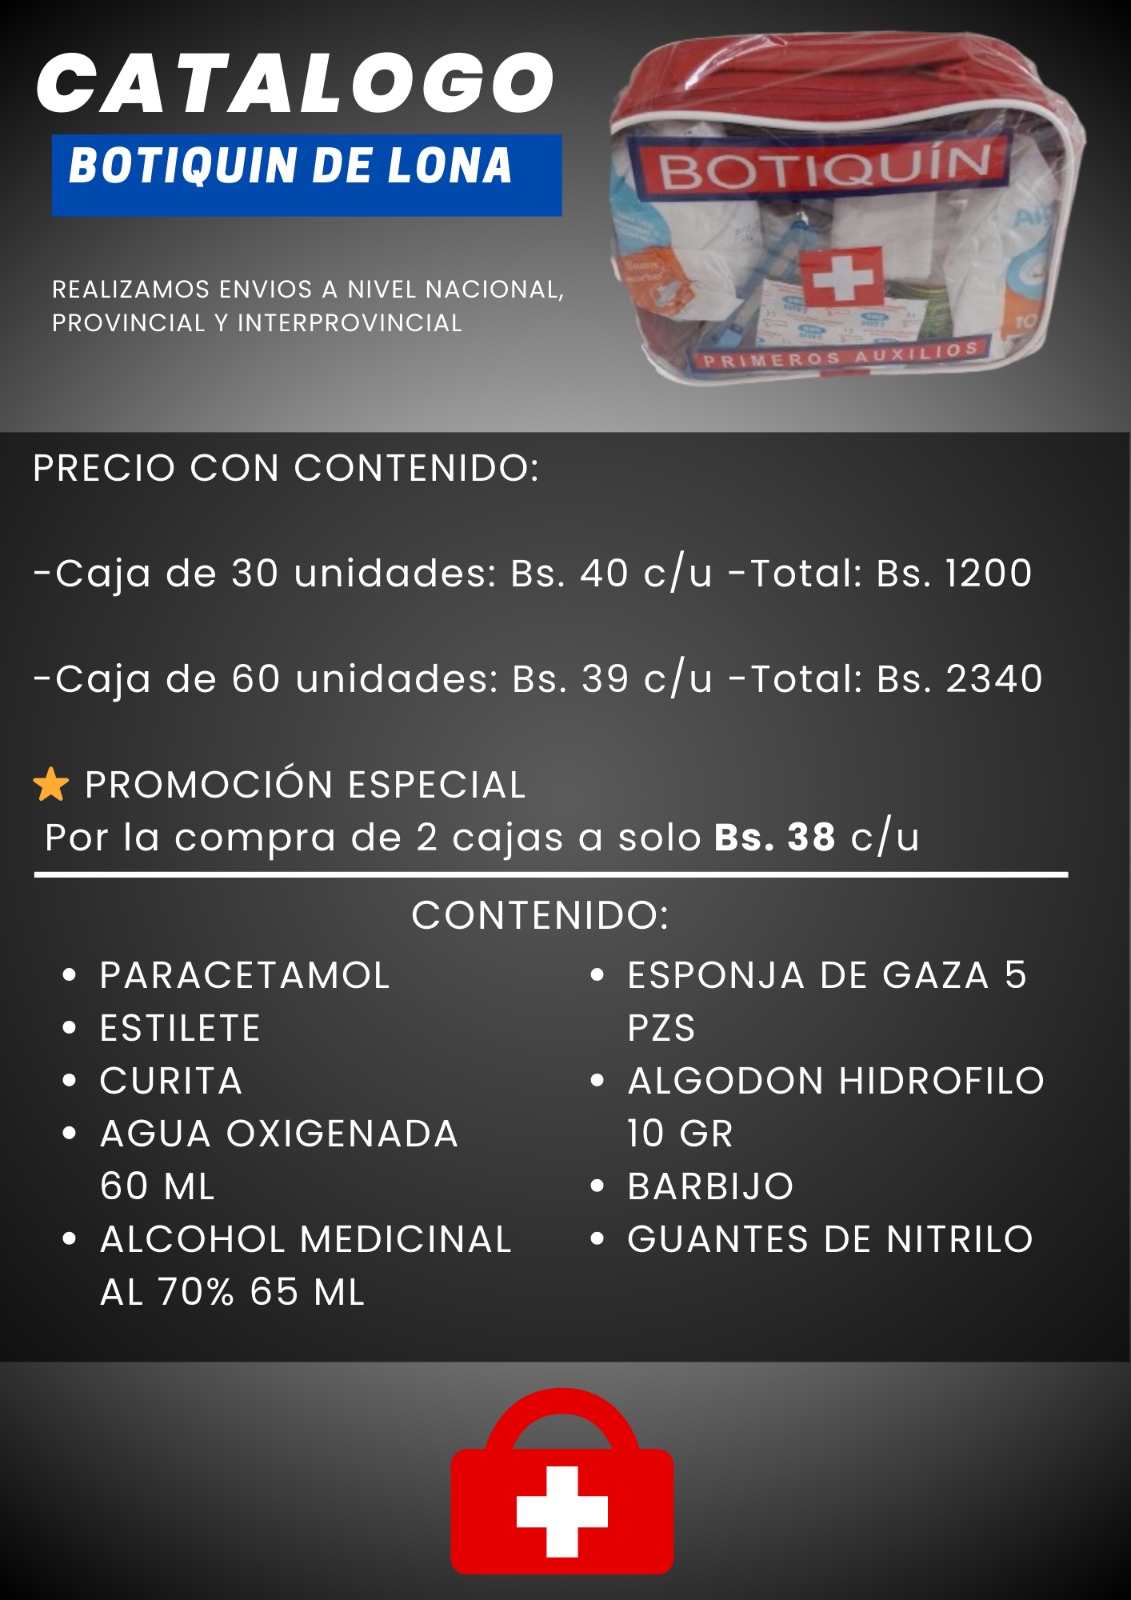 CATALOGO
BOTIQUIN DE LONA
REALIZAMOS ENVIOS A NIVEL NACIONAL,
PROVINCIAL Y INTERPROVINCIAL
BOTIQUÍN
PRIMEROS AUXILIOS
10
PRECIO CON CONTENIDO:
-Caja de 30 unidades: Bs. 40 c/u -Total: Bs. 1200
-Caja de 60 unidades: Bs. 39 c/u -Total: Bs. 2340
⭐ PROMOCIÓN ESPECIAL
Por la compra de 2 cajas a solo Bs. 38 c/u
CONTENIDO:
• PARACETAMOL
• ESTILETE
• CURITA
• AGUA OXIGENADA
60 ML
• ALCOHOL MEDICINAL
AL 70% 65 ML
• ESPONJA DE GAZA 5
PZS
• ALGODON HIDROFILO
10 GR
• BARBIJO
• GUANTES DE NITRILO